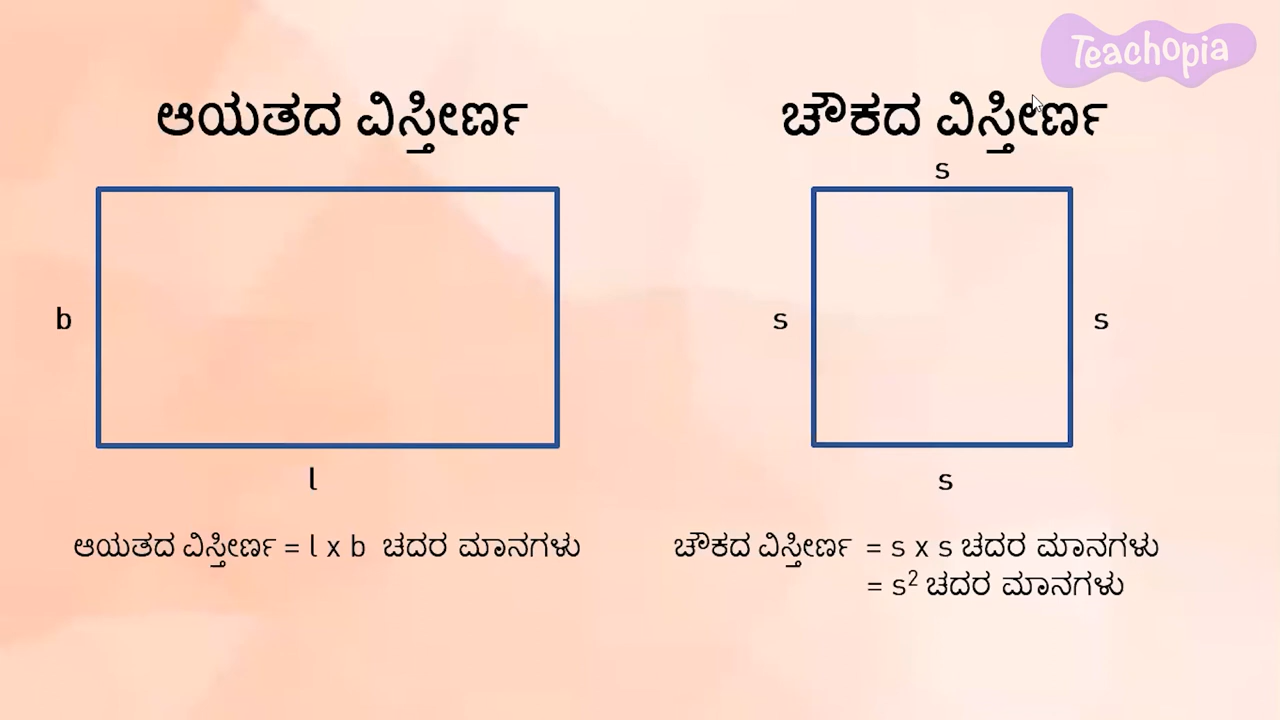 Teachopia
ಆಯತದ ವಿಸ್ತೀರ್ಣ
b
l
ಆಯತದ ವಿಸ್ತೀರ್ಣ = l x b ಚದರ ಮಾನಗಳು
ಚೌಕದ ವಿಸ್ತೀರ್ಣ
s
s
s
s
ಚೌಕದ ವಿಸ್ತೀರ್ಣ = s x s ಚದರ ಮಾನಗಳು
= s² ಚದರ ಮಾನಗಳು